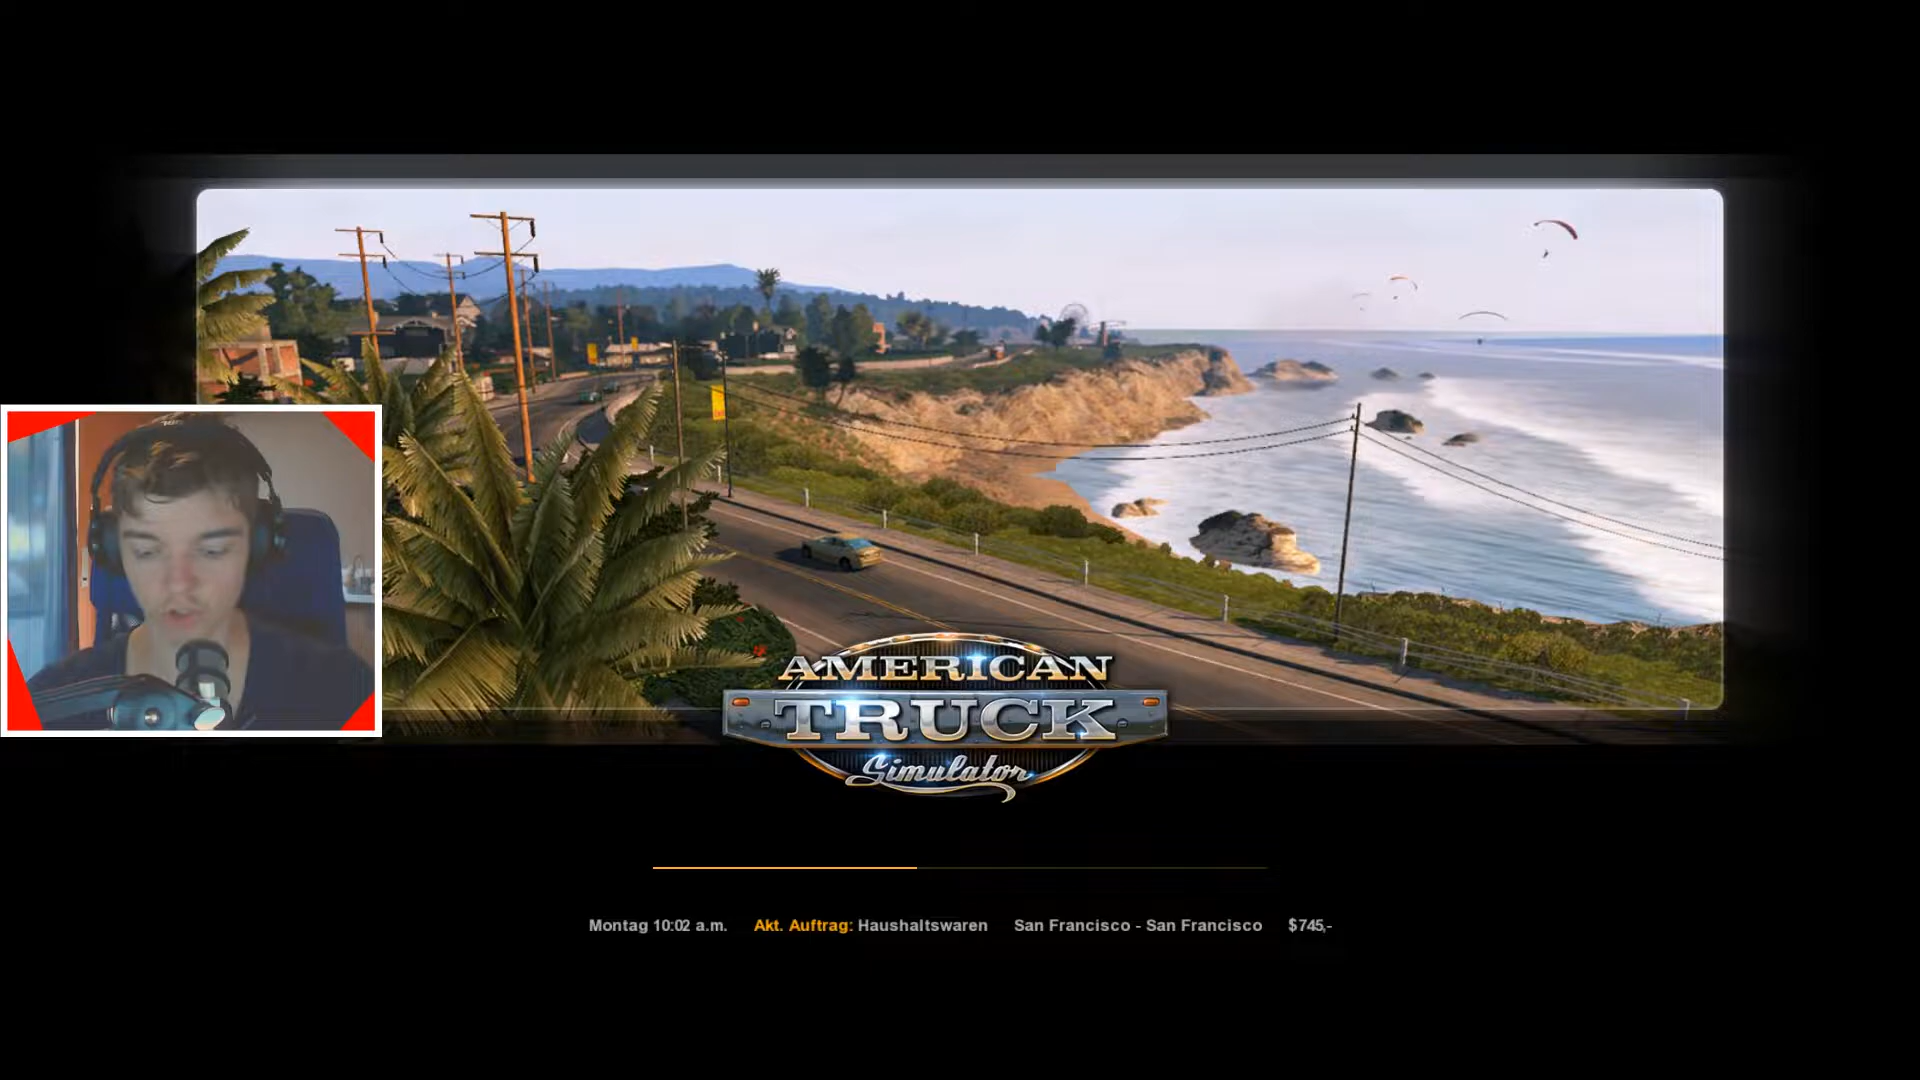 AMERICAN
TRUCK
Simulator
Montag 10:02 a.m. Akt. Auftrag: Haushaltswaren San Francisco - San Francisco $745,-